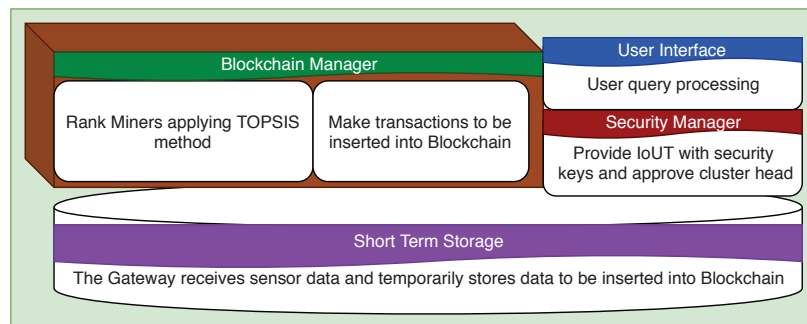 Blockchain Manager
Rank Miners applying TOPSIS
method
Make transactions to be
inserted into Blockchain
User Interface
User query processing
Security Manager
Provide IoUT with security
keys and approve cluster head
Short Term Storage
The Gateway receives sensor data and temporarily stores data to be inserted into Blockchain